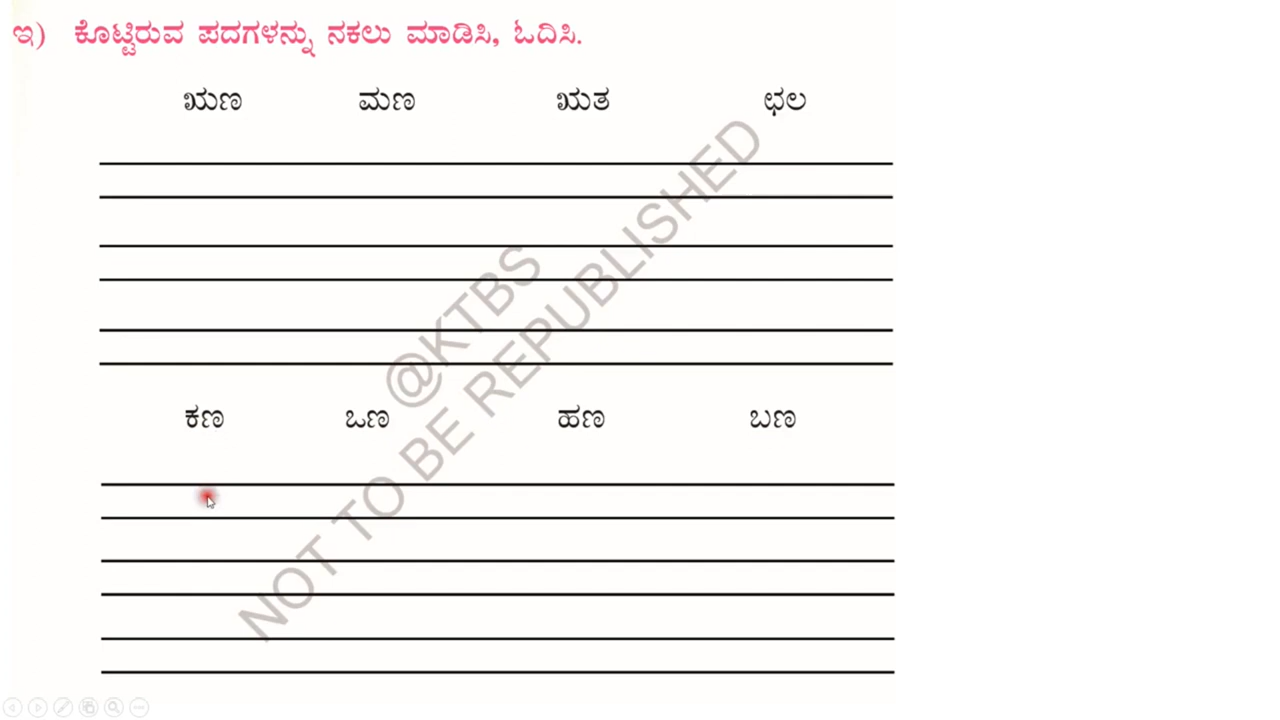 ಇ) ಕೊಟ್ಟಿರುವ ಪದಗಳನ್ನು ನಕಲು ಮಾಡಿಸಿ, ಓದಿಸಿ.
ಋಣ ಮಣ ಋತ ಛಲ
ಕಣ ಒಣ ಹಣ ಬಣ
@KTBS
NOT TO BE REPUBLISHED